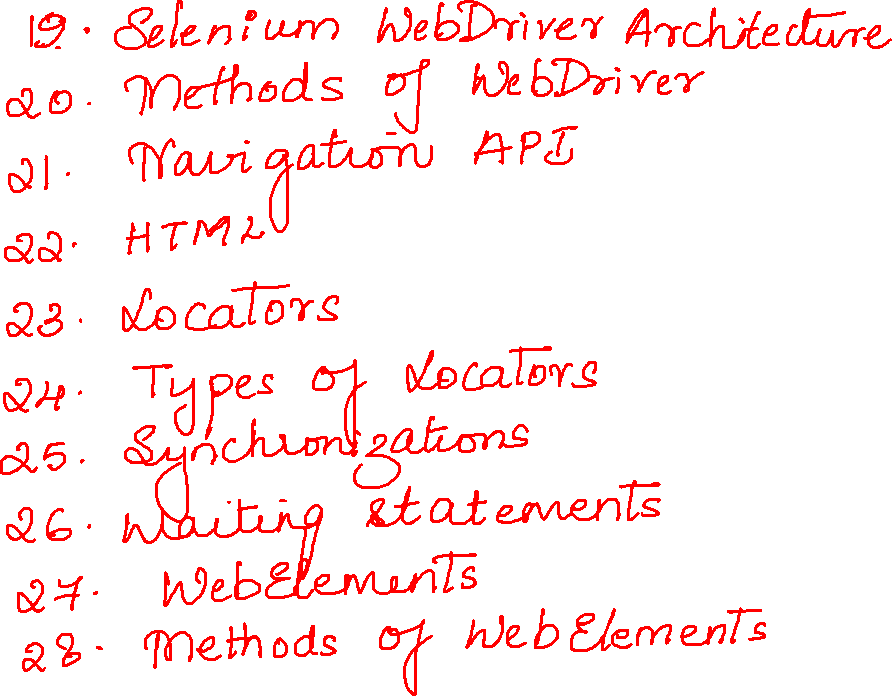 19. Selenium WebDriver Architecture
20. Methods of WebDriver
21. Navigation API
22. HTML
23. Locators
24. Types of Locators
25. Synchronizations
26. Waiting statements
27. WebElements
28. Methods of WebElements